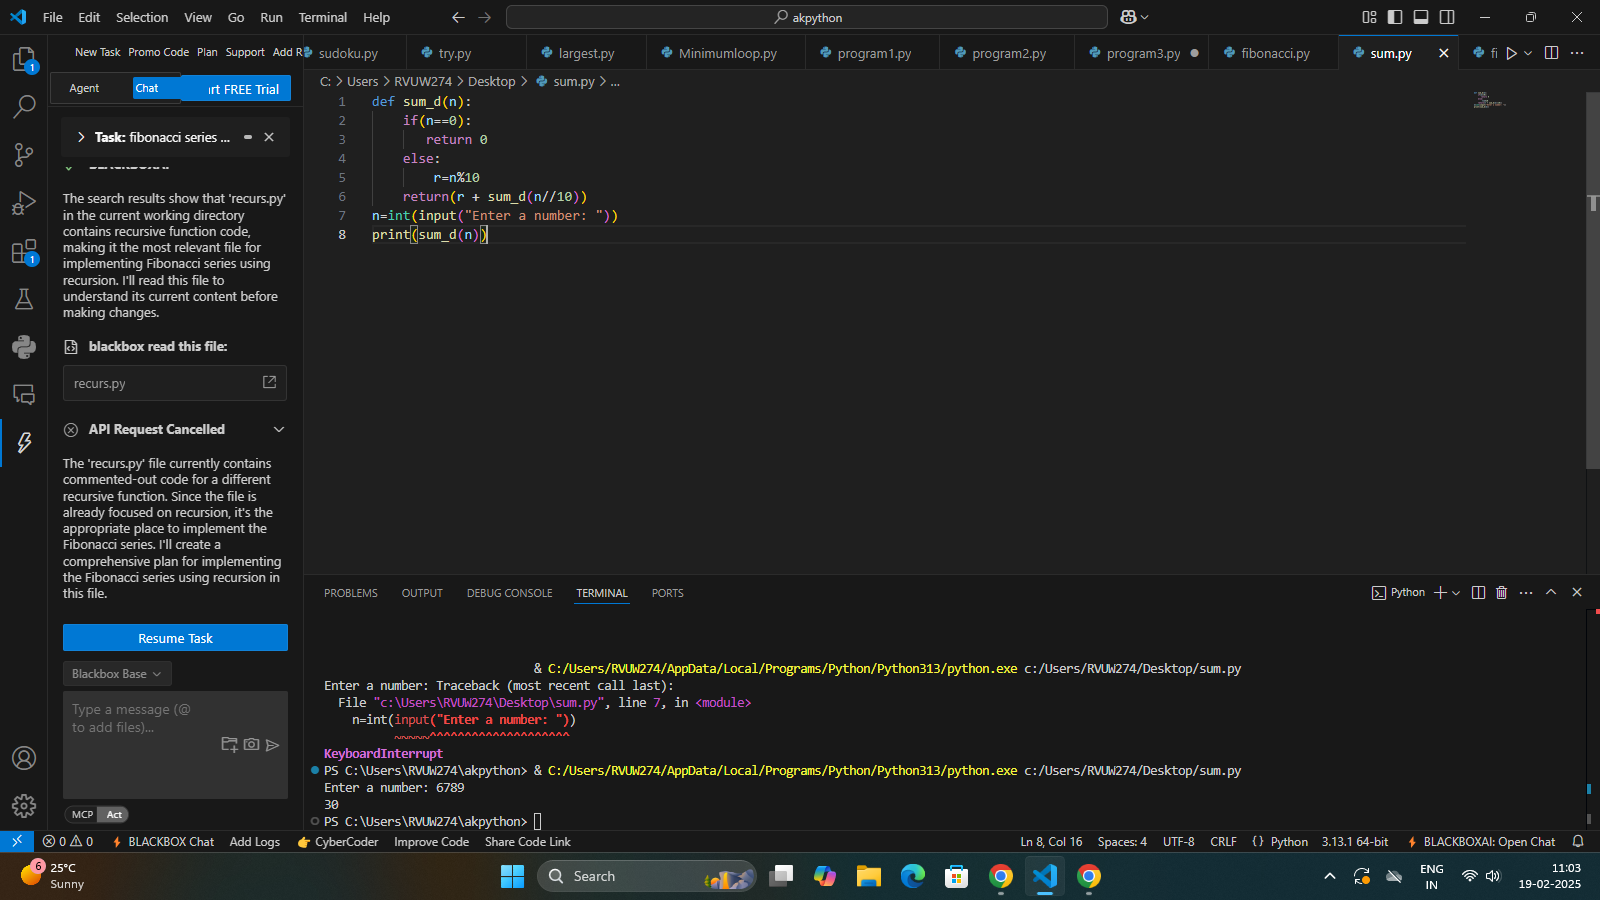 File Edit Selection View Go Run Terminal Help
akpython
New Task Promo Code Plan Support Add R
Agent Chat rt FREE Trial
sudoku.py try.py largest.py Minimumloop.py program1.py program2.py program3.py fibonacci.py sum.py fi
C: > Users > RVUW274 > Desktop > sum.py > ...
Task: fibonacci series ...
BLACKBOXAI
The search results show that 'recurs.py'
in the current working directory
contains recursive function code,
making it the most relevant file for
implementing Fibonacci series using
recursion. I'll read this file to
understand its current content before
making changes.
blackbox read this file:
recurs.py
API Request Cancelled
The 'recurs.py' file currently contains
commented-out code for a different
recursive function. Since the file is
already focused on recursion, it's the
appropriate place to implement the
Fibonacci series. I'll create a
comprehensive plan for implementing
the Fibonacci series using recursion in
this file.
Resume Task
Blackbox Base
Type a message (@
to add files)...
MCP Act
1 def sum_d(n):
2 if(n==0):
3 return 0
4 else:
5 r=n%10
6 return(r + sum_d(n//10))
7 n=int(input("Enter a number: "))
8 print(sum_d(n))
PROBLEMS OUTPUT DEBUG CONSOLE TERMINAL PORTS
Python
& C:/Users/RVUW274/AppData/Local/Programs/Python/Python313/python.exe c:/Users/RVUW274/Desktop/sum.py
Enter a number: Traceback (most recent call last):
File "c:\Users\RVUW274\Desktop\sum.py", line 7, in <module>
n=int(input("Enter a number: "))
~~~~~^^^^^^^^^^^^^^^^^^^^
KeyboardInterrupt
PS C:\Users\RVUW274\akpython> & C:/Users/RVUW274/AppData/Local/Programs/Python/Python313/python.exe c:/Users/RVUW274/Desktop/sum.py
Enter a number: 6789
30
PS C:\Users\RVUW274\akpython>
1
1
0 0 BLACKBOX Chat Add Logs CyberCoder Improve Code Share Code Link
Ln 8, Col 16 Spaces: 4 UTF-8 CRLF { } Python 3.13.1 64-bit BLACKBOXAI: Open Chat
6
25°C
Sunny
Search
ENG
IN
11:03
19-02-2025